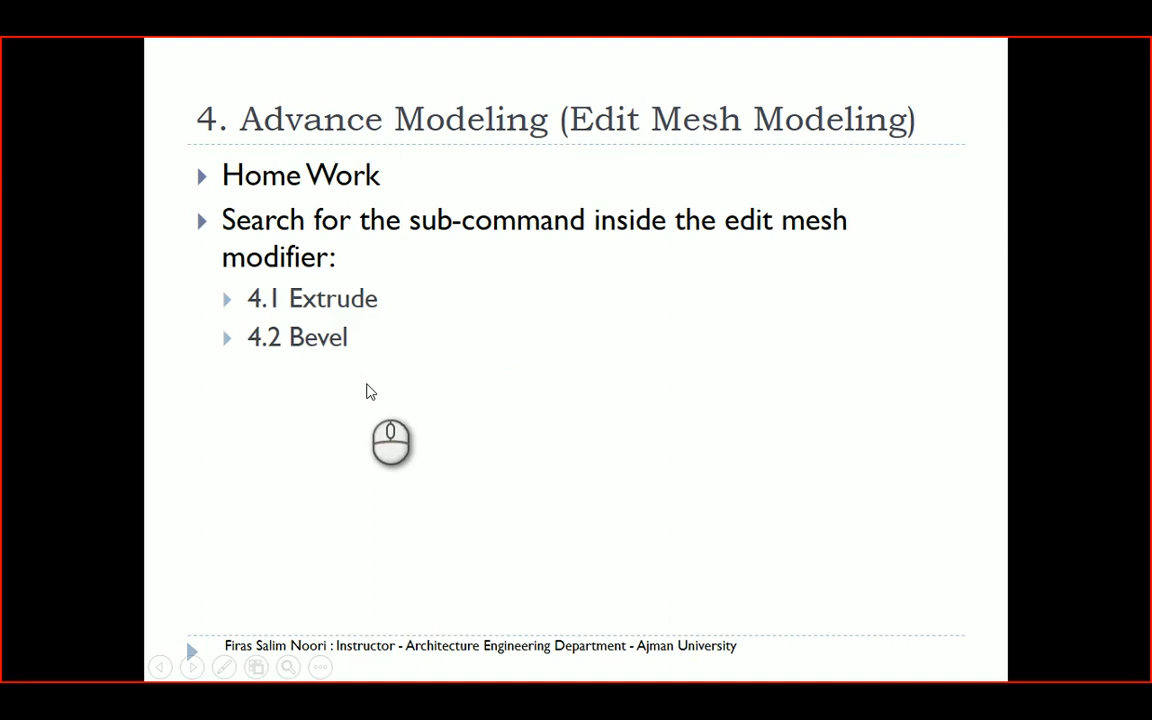 4. Advance Modeling (Edit Mesh Modeling)
Home Work
Search for the sub-command inside the edit mesh
modifier:
4.1 Extrude
4.2 Bevel
Firas Salim Noori : Instructor - Architecture Engineering Department - Ajman University